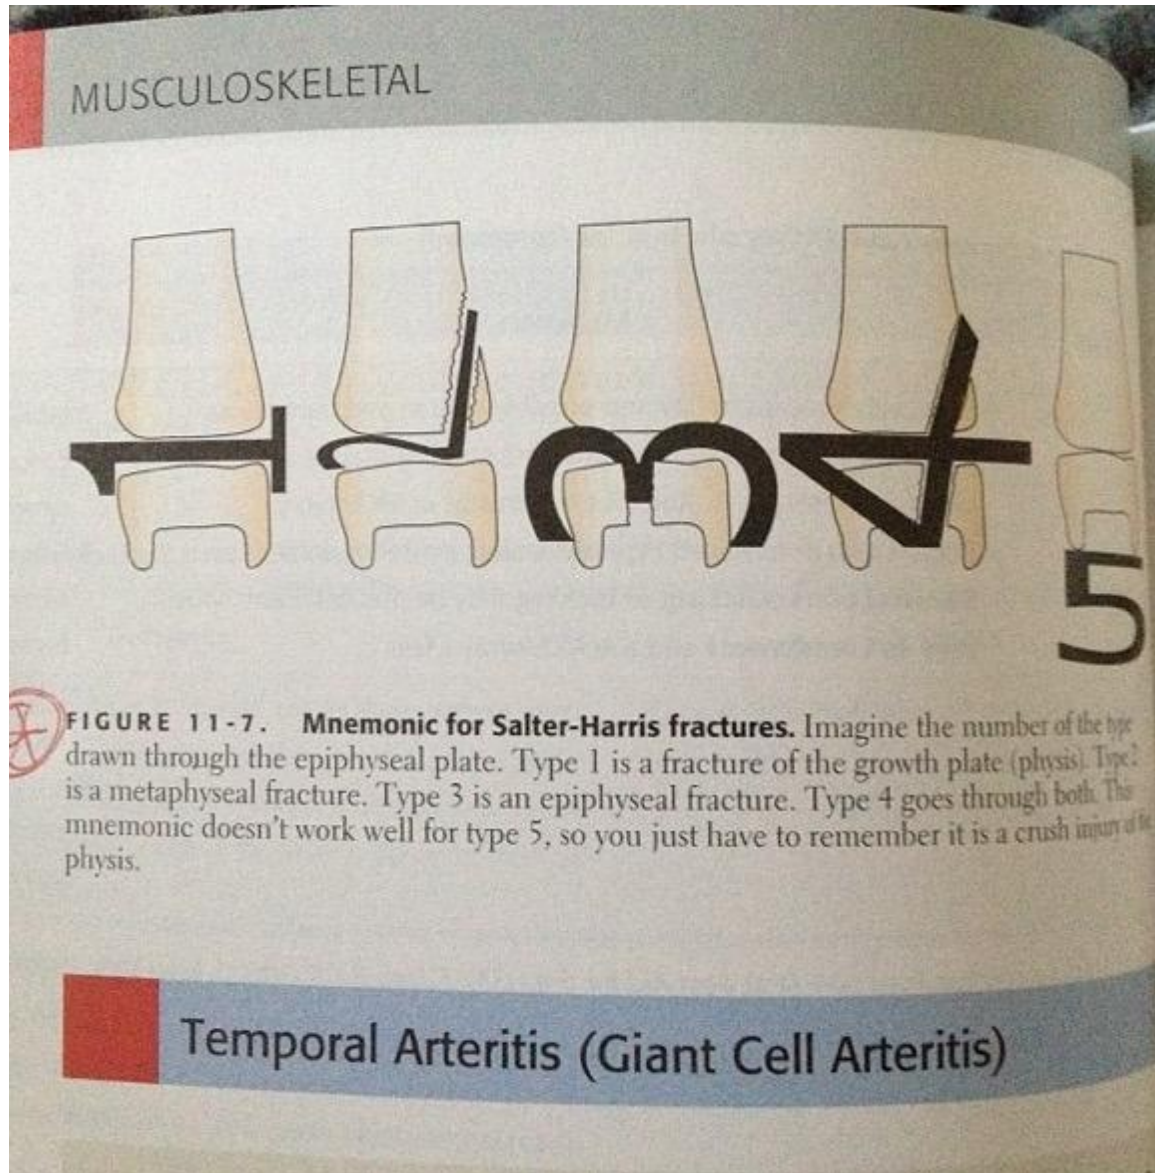 MUSCULOSKELETAL
1 2 3 4 5
FIGURE 11-7. Mnemonic for Salter-Harris fractures. Imagine the number of the type
drawn through the epiphyseal plate. Type 1 is a fracture of the growth plate (physis). Type 2
is a metaphyseal fracture. Type 3 is an epiphyseal fracture. Type 4 goes through both. The
mnemonic doesn't work well for type 5, so you just have to remember it is a crush injury of the
physis.
Temporal Arteritis (Giant Cell Arteritis)